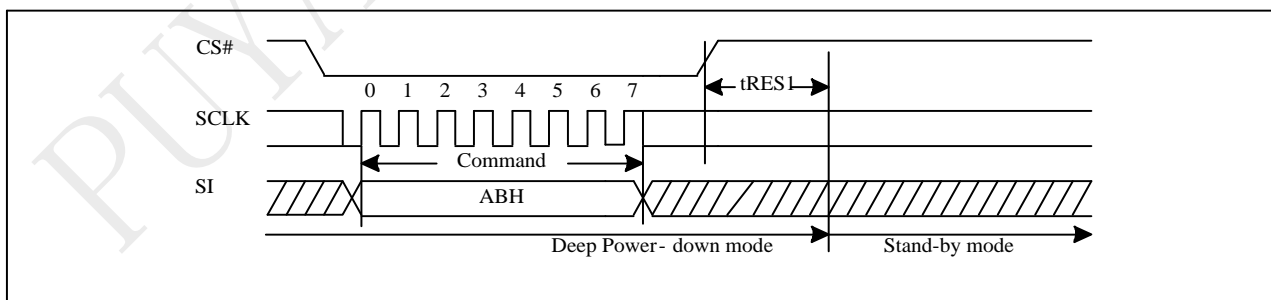 PUYA
CS#
tRES1
0 1 2 3 4 5 6 7
SCLK
Command
SI
ABH
Deep Power- down mode
Stand-by mode